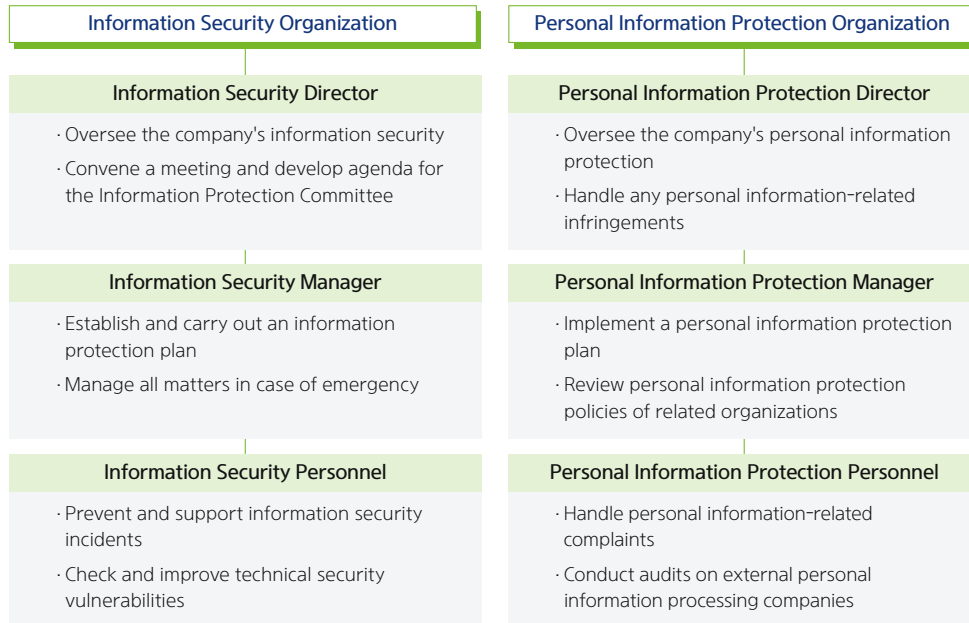 Information Security Organization
Information Security Director
· Oversee the company's information security
· Convene a meeting and develop agenda for
the Information Protection Committee
Information Security Manager
· Establish and carry out an information
protection plan
· Manage all matters in case of emergency
Information Security Personnel
· Prevent and support information security
incidents
· Check and improve technical security
vulnerabilities
Personal Information Protection Organization
Personal Information Protection Director
· Oversee the company's personal information
protection
· Handle any personal information-related
infringements
Personal Information Protection Manager
· Implement a personal information protection
plan
· Review personal information protection
policies of related organizations
Personal Information Protection Personnel
· Handle personal information-related
complaints
· Conduct audits on external personal
information processing companies